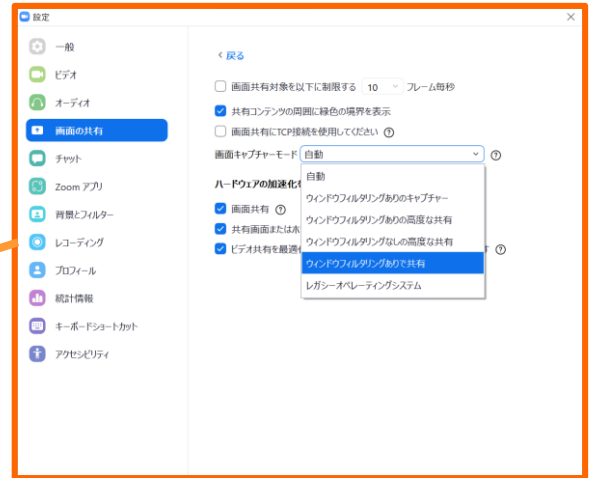 設定
一般
ビデオ
オーディオ
画面の共有
チャット
Zoom アプリ
背景とフィルター
レコーディング
プロフィール
統計情報
キーボードショートカット
アクセシビリティ
戻る
画面共有対象を以下に制限する 10 フレーム毎秒
共有コンテンツの周囲に緑色の境界を表示
画面共有にTCP接続を使用してください
画面キャプチャーモード 自動
自動
ウィンドウフィルタリングありのキャプチャー
ウィンドウフィルタリングありの高度な共有
ウィンドウフィルタリングなしの高度な共有
ウィンドウフィルタリングありで共有
レガシーオペレーティングシステム
ハードウェアの加速化を
画面共有
共有画面または
ビデオ共有を最適 す